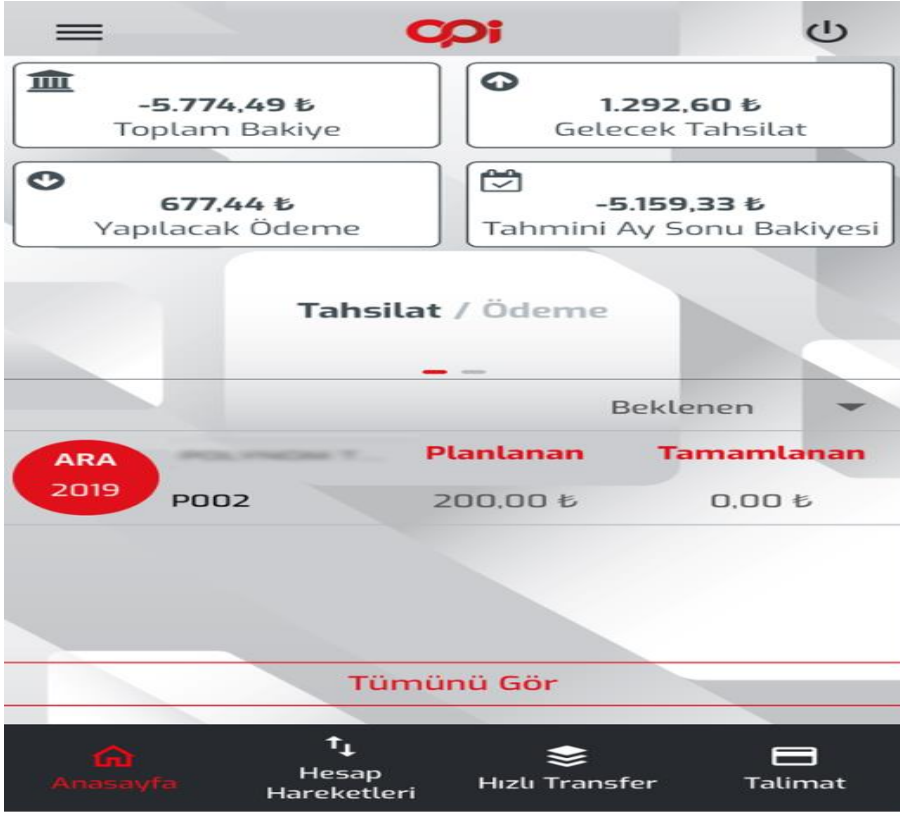 opi
-5.774,49 ₺
Toplam Bakiye
1.292,60 ₺
Gelecek Tahsilat
677,44 ₺
Yapılacak Ödeme
-5.159,33 ₺
Tahmini Ay Sonu Bakiyesi
Tahsilat / Ödeme
Beklenen
ARA
2019
Planlanan
Tamamlanan
P002
200,00 ₺
0,00 ₺
Tümünü Gör
Anasayfa
Hesap
Hareketleri
Hızlı Transfer
Talimat